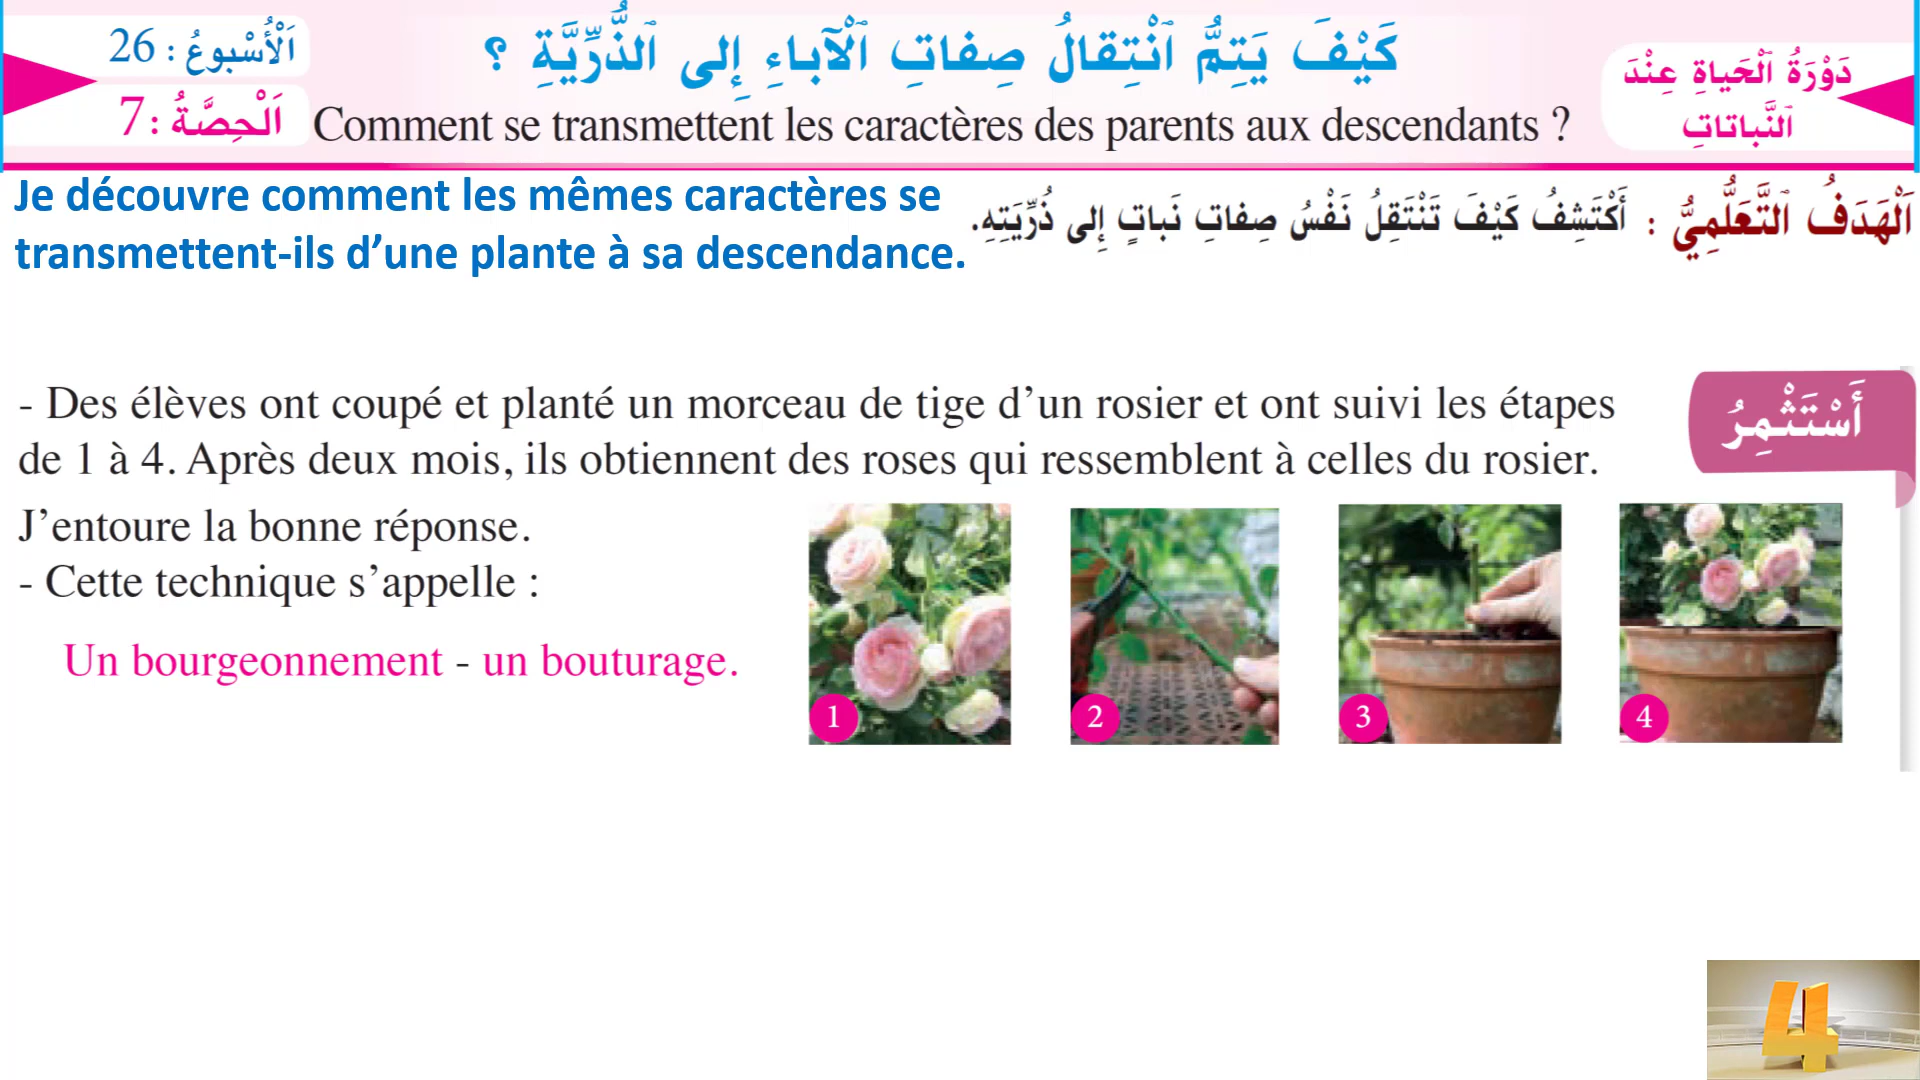 اَلْأُسْبوعُ : 26
كَيْفَ يَتِمُّ ٱنْتِقالُ صِفاتِ ٱلْآباءِ إِلى ٱلذُّرِّيَّةِ ؟
دَوْرَةُ ٱلْحَياةِ عِنْدَ
ٱلنَّباتاتِ
اَلْحِصَّةُ : 7
Comment se transmettent les caractères des parents aux descendants ?
Je découvre comment les mêmes caractères se
transmettent-ils d’une plante à sa descendance.
اَلْهَدَفُ ٱلتَّعَلُّمِيُّ : أَكْتَشِفُ كَيْفَ تَنْتَقِلُ نَفْسُ صِفاتِ نَباتٍ إِلى ذُرِّيَتِهِ.
أَسْتَثْمِرُ
- Des élèves ont coupé et planté un morceau de tige d’un rosier et ont suivi les étapes
de 1 à 4. Après deux mois, ils obtiennent des roses qui ressemblent à celles du rosier.
J’entoure la bonne réponse.
- Cette technique s’appelle :
Un bourgeonnement - un bouturage.
1
2
3
4
4